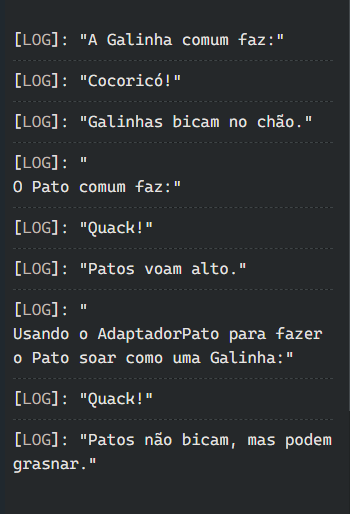 [LOG]: "A Galinha comum faz:"
[LOG]: "Cocoricó!"
[LOG]: "Galinhas bicam no chão."
[LOG]: "
O Pato comum faz:"
[LOG]: "Quack!"
[LOG]: "Patos voam alto."
[LOG]: "
Usando o AdaptadorPato para fazer
o Pato soar como uma Galinha:"
[LOG]: "Quack!"
[LOG]: "Patos não bicam, mas podem
grasnar."